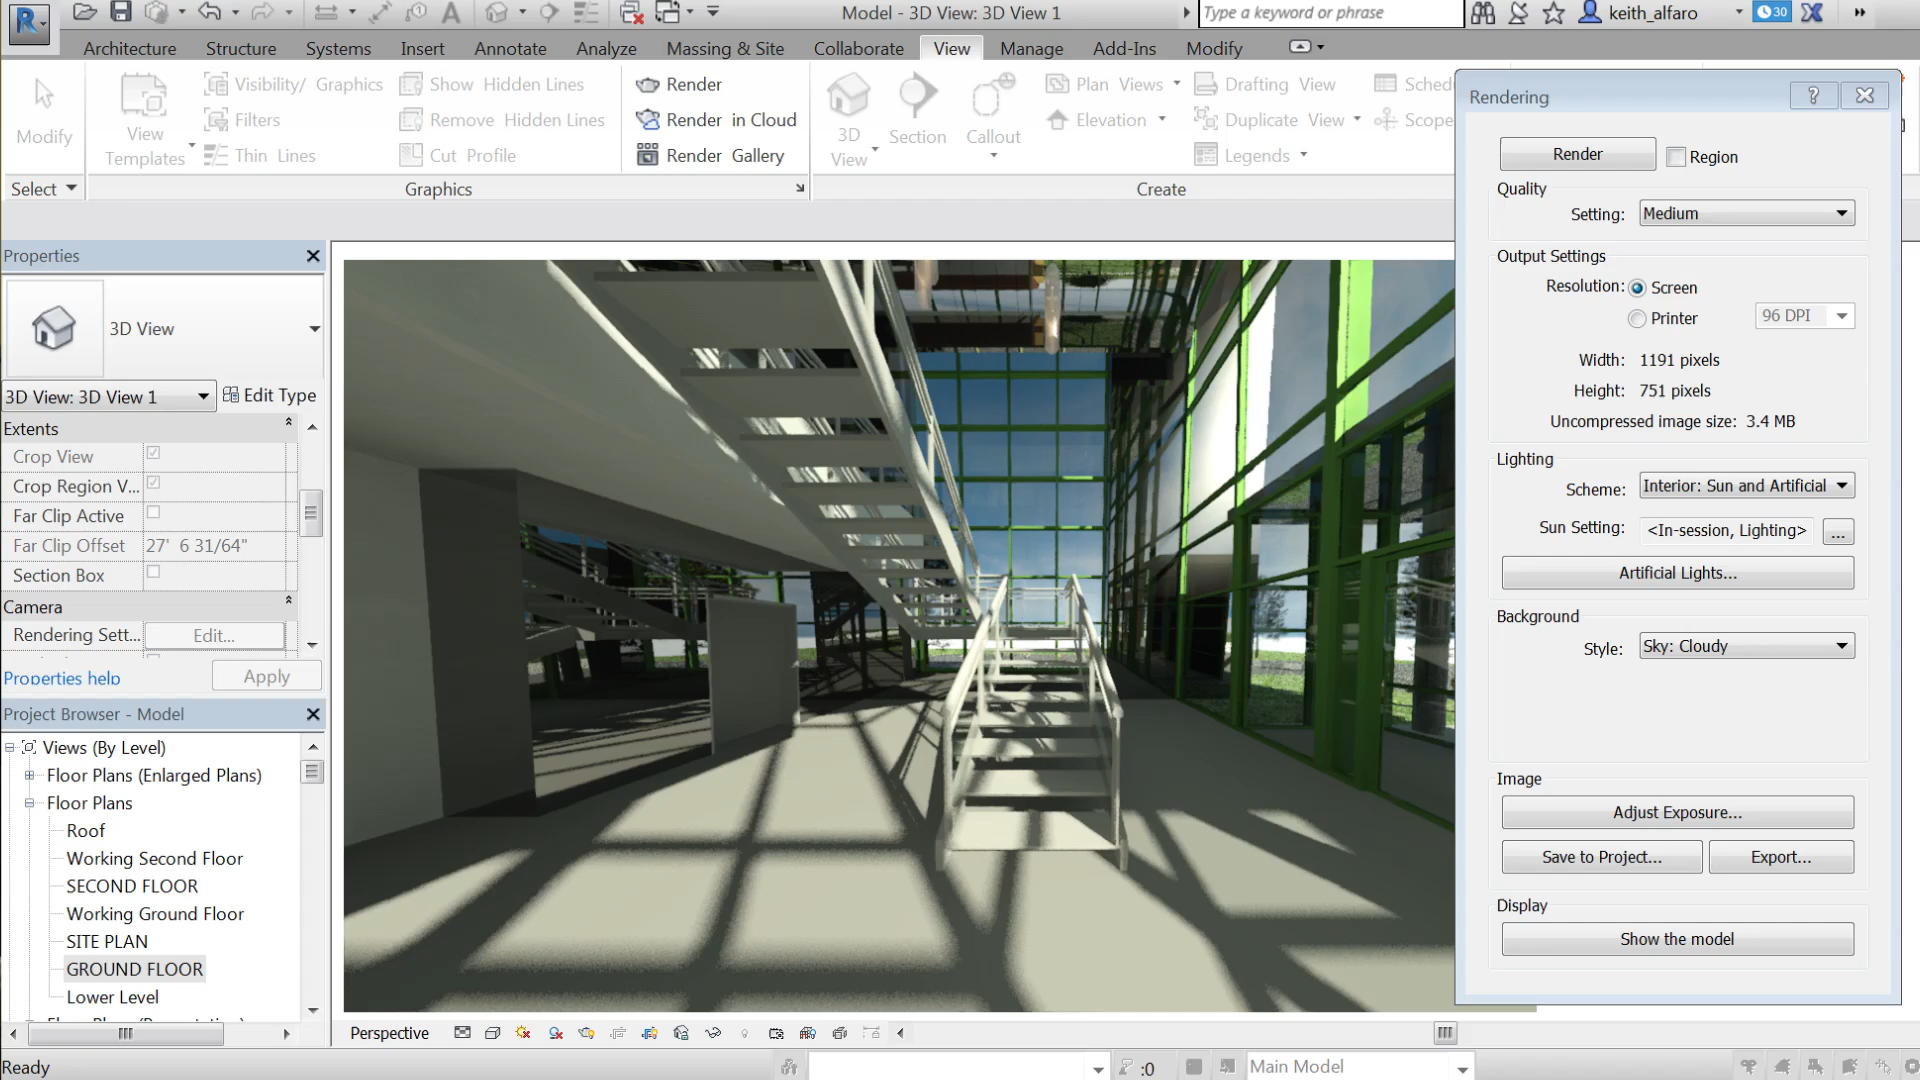 Model - 3D View: 3D View 1
Type a keyword or phrase
keith_alfaro
30
Architecture Structure Systems Insert Annotate Analyze Massing & Site Collaborate View Manage Add-Ins Modify
Modify
View Templates
Visibility/ Graphics
Filters
Thin Lines
Show Hidden Lines
Remove Hidden Lines
Cut Profile
Render
Render in Cloud
Render Gallery
3D View
Section
Callout
Plan Views
Elevation
Drafting View
Duplicate View
Legends
Sched
Scope
Select
Graphics
Create
Properties
3D View
3D View: 3D View 1
Edit Type
Extents
Crop View
Crop Region V...
Far Clip Active
Far Clip Offset 27' 6 31/64"
Section Box
Camera
Rendering Sett... Edit...
Properties help
Apply
Project Browser - Model
Views (By Level)
Floor Plans (Enlarged Plans)
Floor Plans
Roof
Working Second Floor
SECOND FLOOR
Working Ground Floor
SITE PLAN
GROUND FLOOR
Lower Level
Perspective
Ready
:0
Main Model
Rendering
?
Render
Region
Quality
Setting: Medium
Output Settings
Resolution: Screen
Printer 96 DPI
Width: 1191 pixels
Height: 751 pixels
Uncompressed image size: 3.4 MB
Lighting
Scheme: Interior: Sun and Artificial
Sun Setting: <In-session, Lighting> ...
Artificial Lights...
Background
Style: Sky: Cloudy
Image
Adjust Exposure...
Save to Project... Export...
Display
Show the model